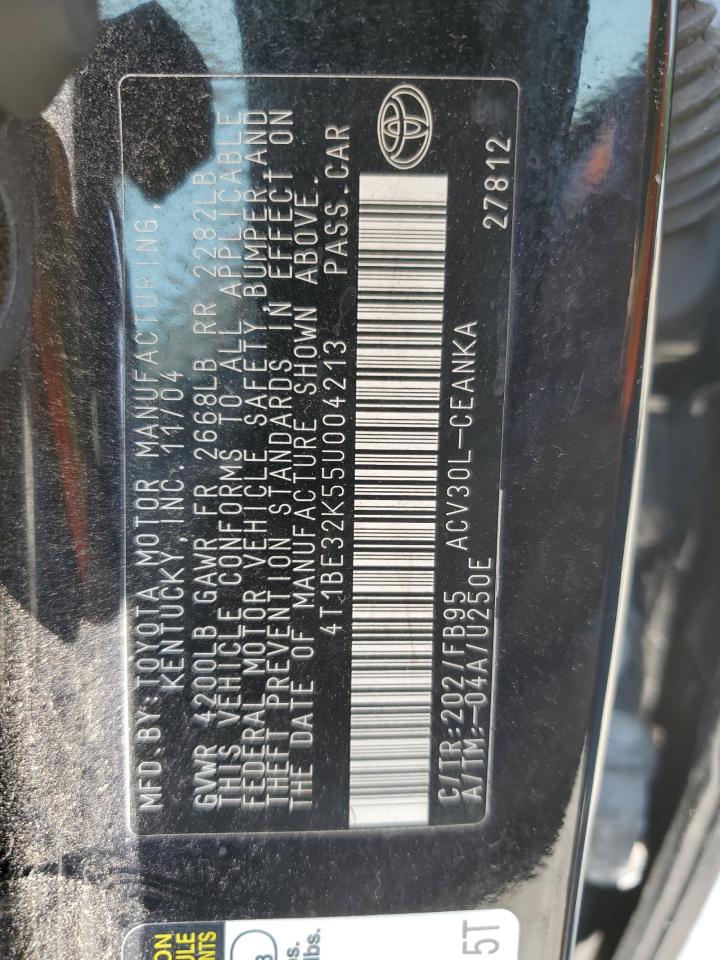 MFD.BY:TOYOTA MOTOR MANUFACTURING,
KENTUCKY,INC. 11/04
GVWR 4200LB GAWR FR 2668LB RR 2282LB
THIS VEHICLE CONFORMS TO ALL APPLICABLE
FEDERAL MOTOR VEHICLE SAFETY,BUMPER,AND
THEFT PREVENTION STANDARDS IN EFFECT ON
THE DATE OF MANUFACTURE SHOWN ABOVE.
4T1BE32K55U004213 PASS.CAR
C/TR:202/FB95 ACV30L-CEANKA 27812
A/TM:-04A/U250E
5T